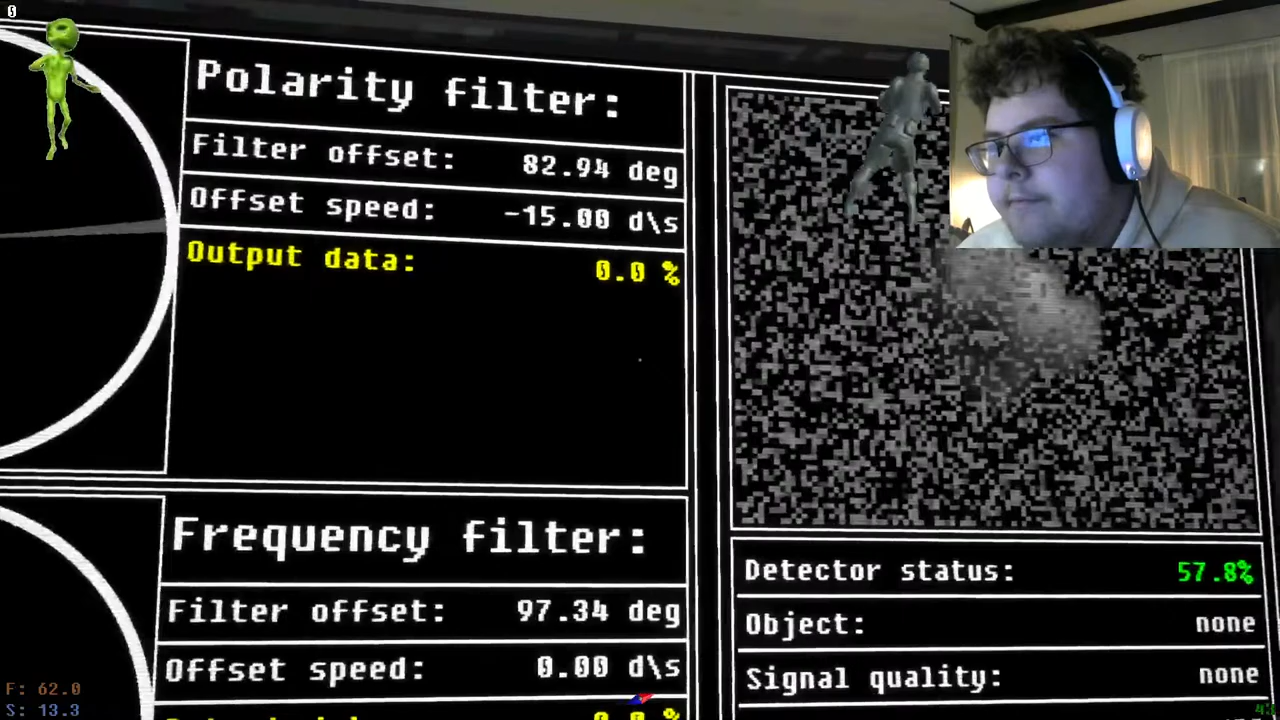 Polarity filter:
Filter offset: 82.94 deg
Offset speed: -15.00 d\s
Output data: 0.0 %
Frequency filter:
Filter offset: 97.34 deg
Offset speed: 0.00 d\s
Detector status: 57.8%
Object: none
Signal quality: none
F: 62.0
S: 13.3